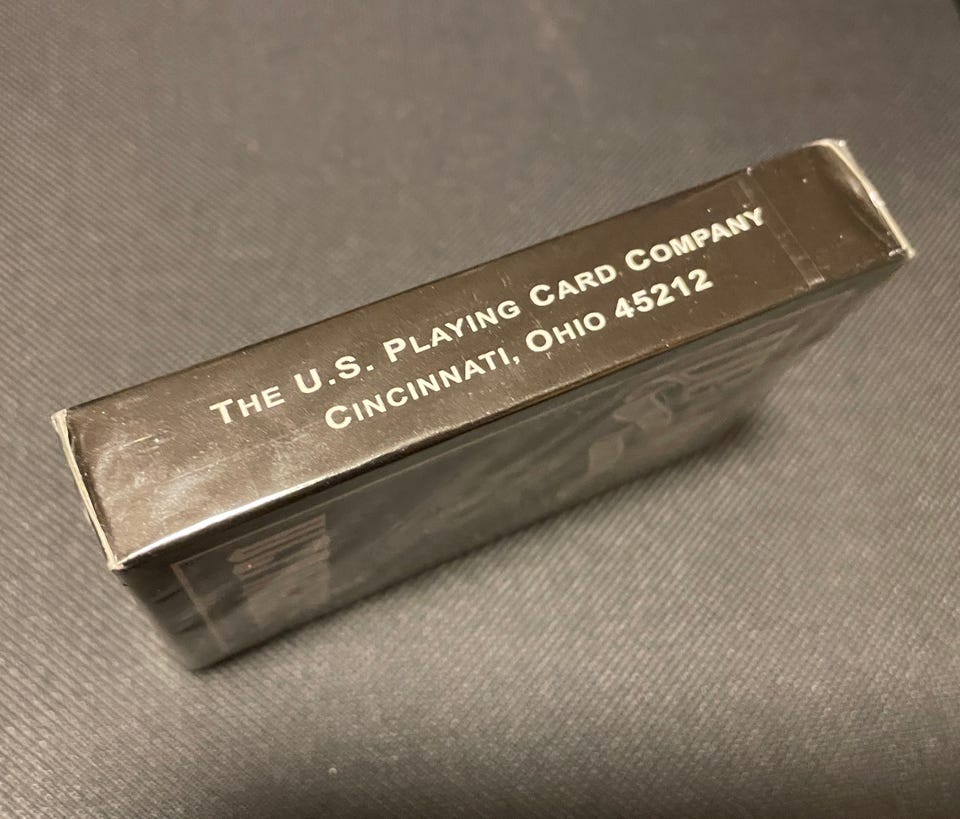 The U.S. Playing Card Company
Cincinnati, Ohio 45212